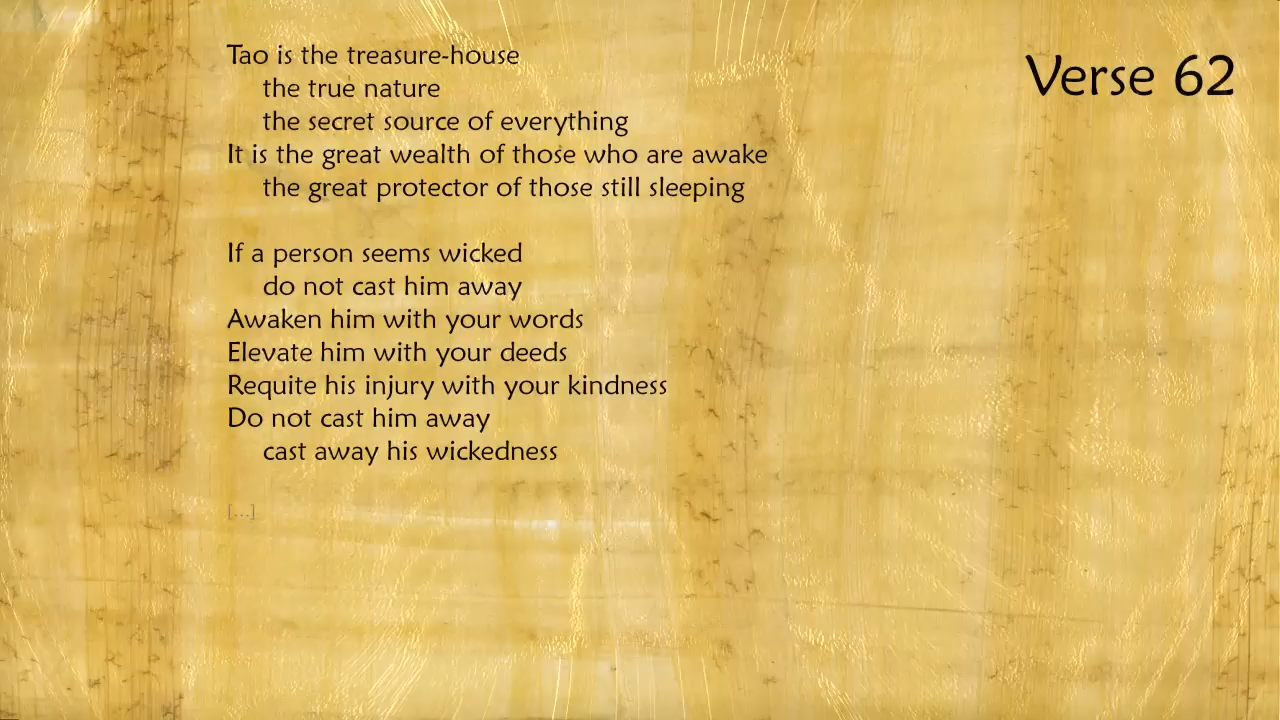 Verse 62
Tao is the treasure-house
the true nature
the secret source of everything
It is the great wealth of those who are awake
the great protector of those still sleeping
If a person seems wicked
do not cast him away
Awaken him with your words
Elevate him with your deeds
Requite his injury with your kindness
Do not cast him away
cast away his wickedness
[...]